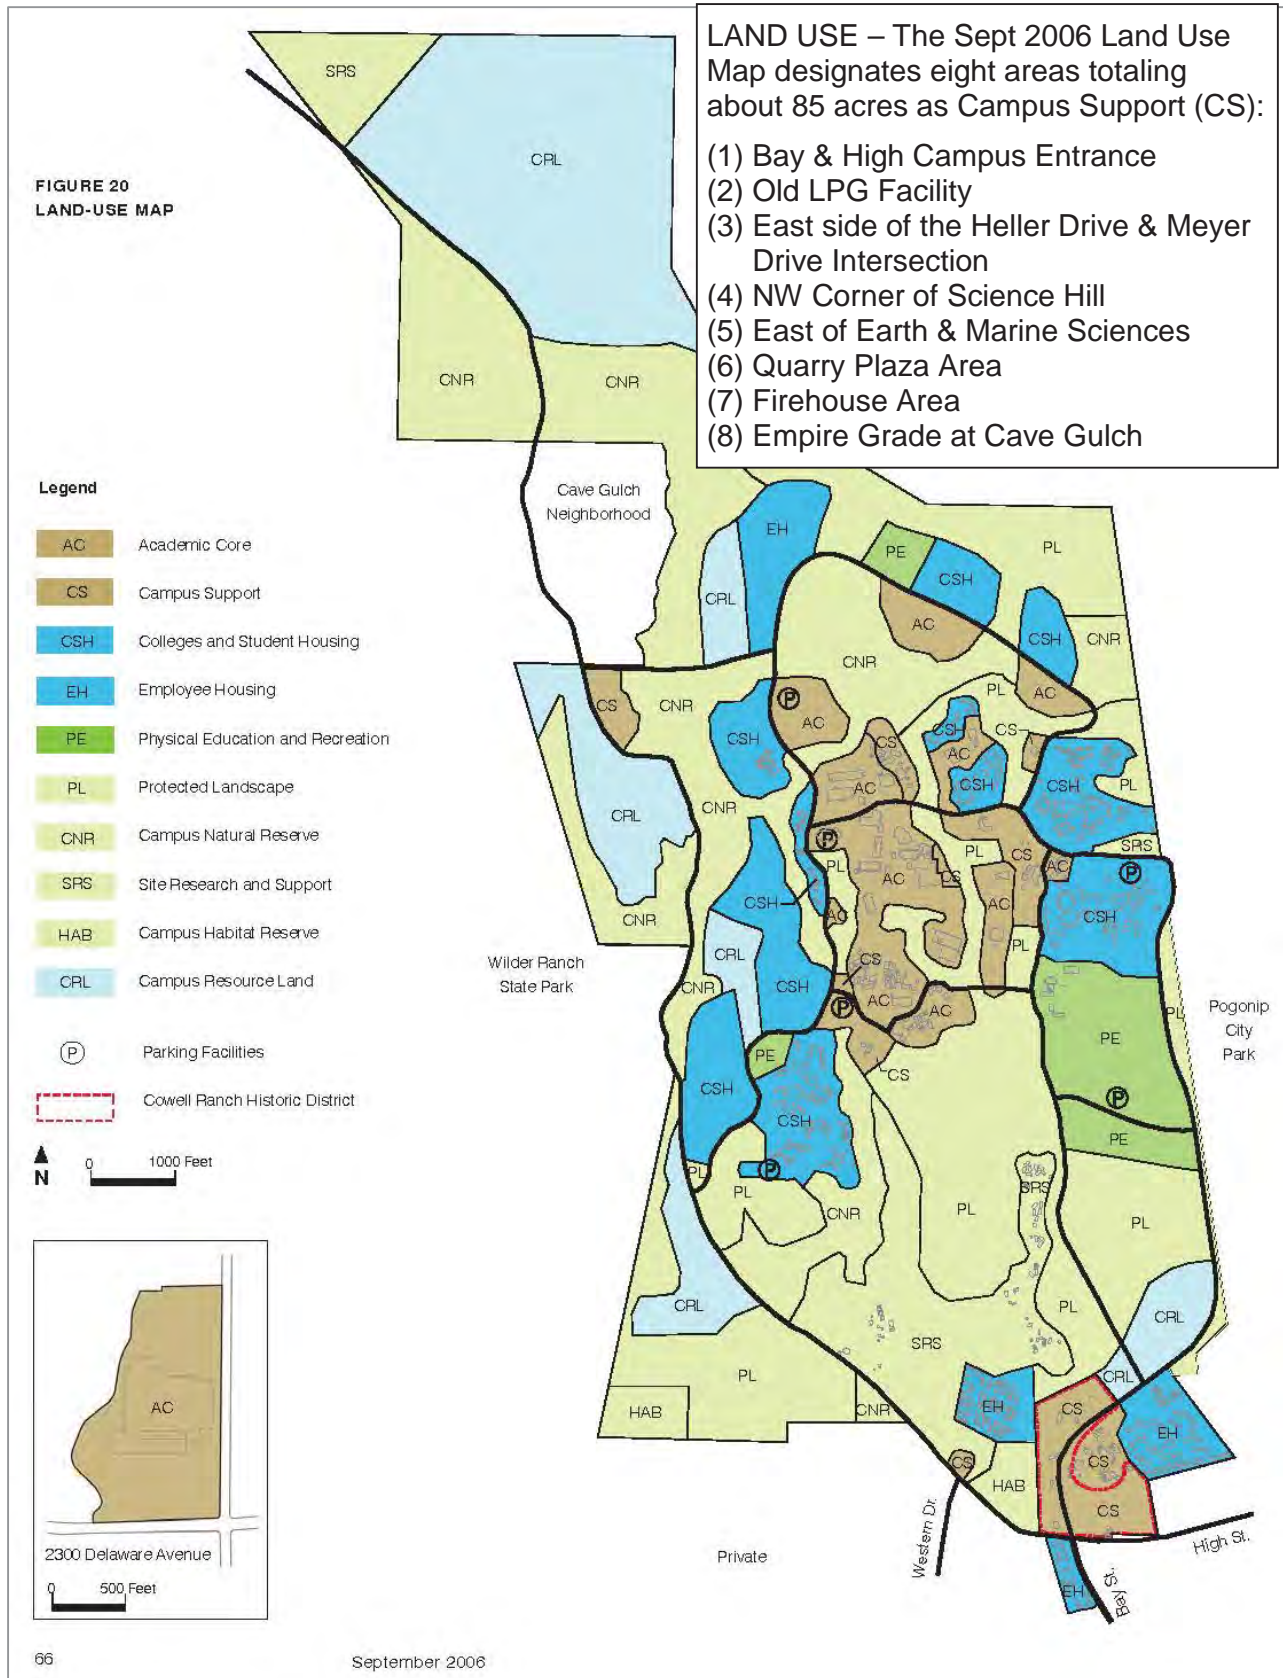 LAND USE – The Sept 2006 Land Use
Map designates eight areas totaling
about 85 acres as Campus Support (CS):
(1) Bay & High Campus Entrance
(2) Old LPG Facility
(3) East side of the Heller Drive & Meyer
Drive Intersection
(4) NW Corner of Science Hill
(5) East of Earth & Marine Sciences
(6) Quarry Plaza Area
(7) Firehouse Area
(8) Empire Grade at Cave Gulch
FIGURE 20
LAND-USE MAP
SRS
CRL
CNR
CNR
Cave Gulch
Neighborhood
Legend
AC Academic Core
CS Campus Support
CSH Colleges and Student Housing
EH Employee Housing
PE Physical Education and Recreation
PL Protected Landscape
CNR Campus Natural Reserve
SRS Site Research and Support
HAB Campus Habitat Reserve
CRL Campus Resource Land
P Parking Facilities
Cowell Ranch Historic District
N
0 1000 Feet
EH
PE
PL
CSH
CRL
AC
CSH
CNR
CNR
CS
CNR
PL
AC
P
AC
CSH
CS
CSH
CS
AC
CSH
CSH
PL
AC
CNR
CRL
P
SRS
PL
PL
CS
AC
P
AC
CS
CSH
AC
AC
CSH
CNR
PL
CRL
CS
Wilder Ranch
State Park
CNR
CSH
P
AC
AC
Pogonip
City
Park
PL
PE
PE
CS
CSH
P
CSH
PE
PL
P
PL
SRS
CNR
PL
PL
CRL
PL
CRL
SRS
PL
CRL
HAB
CNR
EH
CS
EH
CS
CS
HAB
CS
Western Dr.
High St.
Private
EH
Bay St.
AC
2300 Delaware Avenue
0 500 Feet
66
September 2006